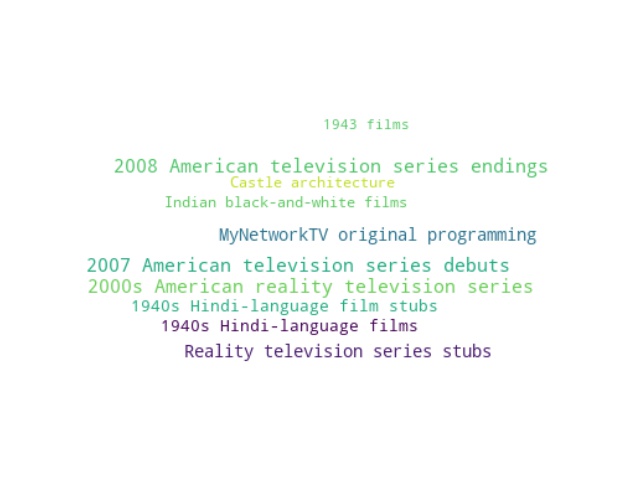 1943 films
2008 American television series endings
Castle architecture
Indian black-and-white films
MyNetworkTV original programming
2007 American television series debuts
2000s American reality television series
1940s Hindi-language film stubs
1940s Hindi-language films
Reality television series stubs